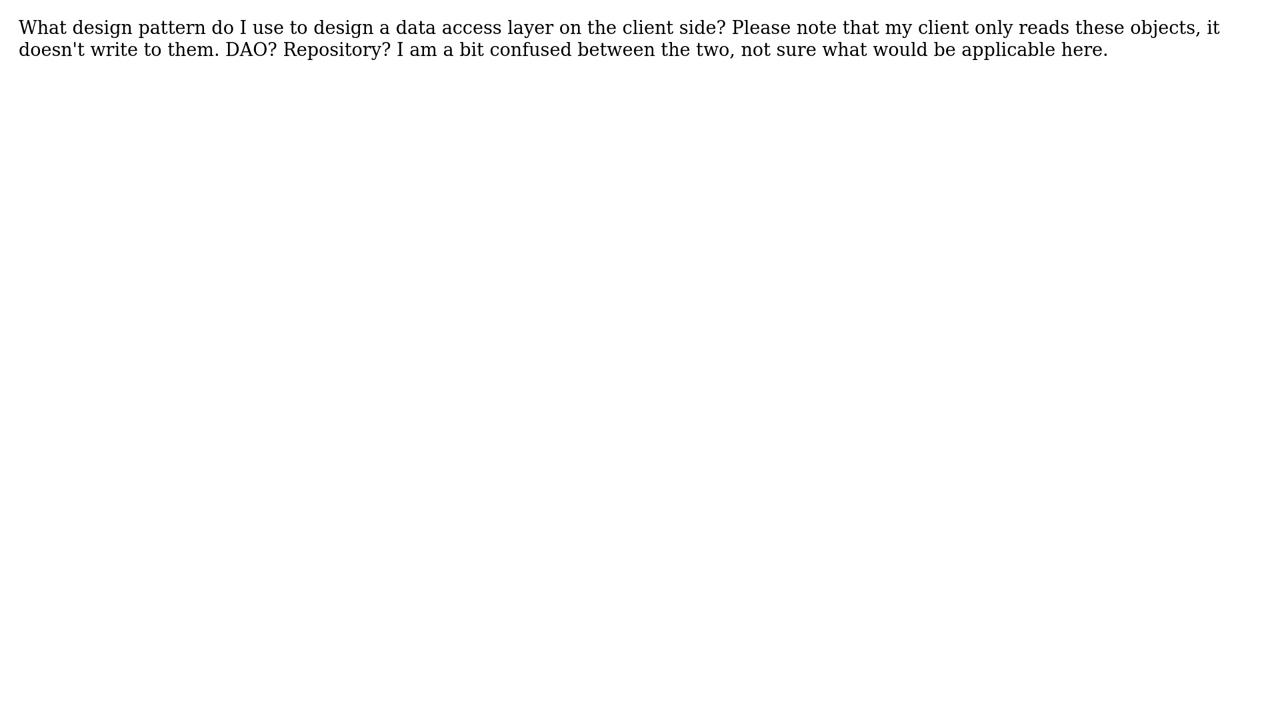 What design pattern do I use to design a data access layer on the client side? Please note that my client only reads these objects, it
doesn't write to them. DAO? Repository? I am a bit confused between the two, not sure what would be applicable here.